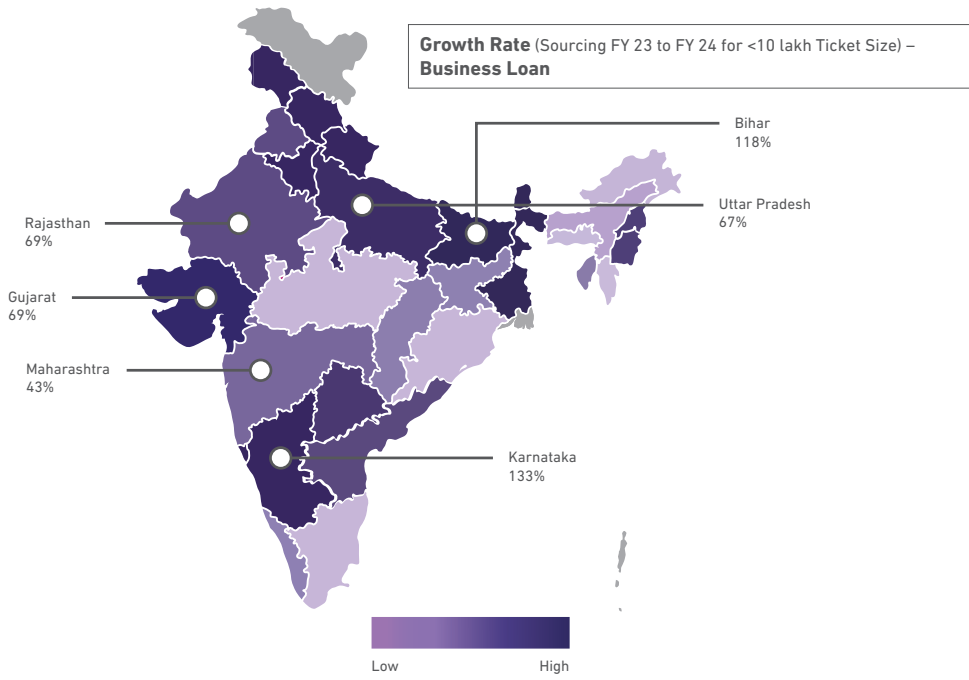 Growth Rate (Sourcing FY 23 to FY 24 for <10 lakh Ticket Size) –
Business Loan
Bihar
118%
Uttar Pradesh
67%
Rajasthan
69%
Gujarat
69%
Maharashtra
43%
Karnataka
133%
Low
High